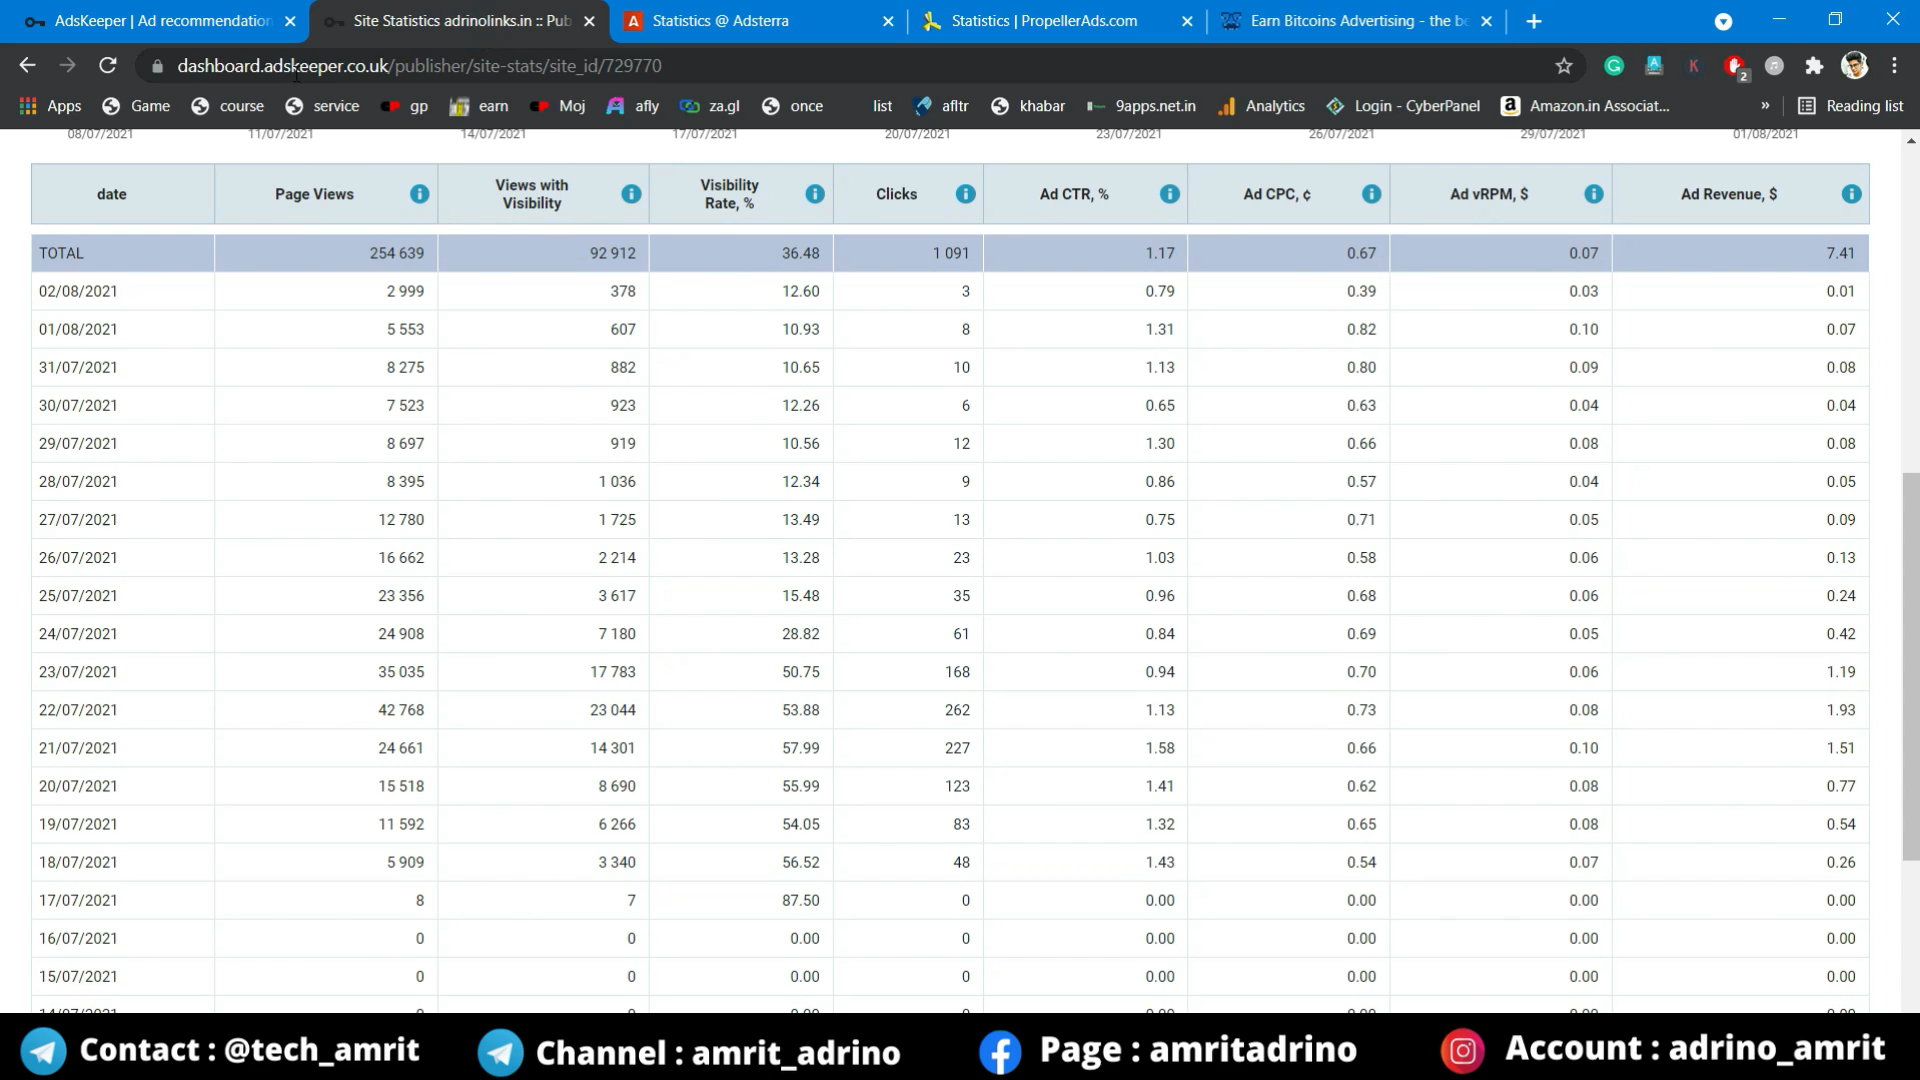 AdsKeeper | Ad recommendation
Site Statistics adrinolinks.in :: Pub
Statistics @ Adsterra
Statistics | PropellerAds.com
Earn Bitcoins Advertising - the be
dashboard.adskeeper.co.uk/publisher/site-stats/site_id/729770
Apps Game course service gp earn Moj afly za.gl once list afltr khabar 9apps.net.in Analytics Login - CyberPanel Amazon.in Associat... » Reading list
08/07/2021 11/07/2021 14/07/2021 17/07/2021 20/07/2021 23/07/2021 26/07/2021 29/07/2021 01/08/2021
date Page Views Views with Visibility Visibility Rate, % Clicks Ad CTR, % Ad CPC, ¢ Ad vRPM, $ Ad Revenue, $
TOTAL 254 639 92 912 36.48 1 091 1.17 0.67 0.07 7.41
02/08/2021 2 999 378 12.60 3 0.79 0.39 0.03 0.01
01/08/2021 5 553 607 10.93 8 1.31 0.82 0.10 0.07
31/07/2021 8 275 882 10.65 10 1.13 0.80 0.09 0.08
30/07/2021 7 523 923 12.26 6 0.65 0.63 0.04 0.04
29/07/2021 8 697 919 10.56 12 1.30 0.66 0.08 0.08
28/07/2021 8 395 1 036 12.34 9 0.86 0.57 0.04 0.05
27/07/2021 12 780 1 725 13.49 13 0.75 0.71 0.05 0.09
26/07/2021 16 662 2 214 13.28 23 1.03 0.58 0.06 0.13
25/07/2021 23 356 3 617 15.48 35 0.96 0.68 0.06 0.24
24/07/2021 24 908 7 180 28.82 61 0.84 0.69 0.05 0.42
23/07/2021 35 035 17 783 50.75 168 0.94 0.70 0.06 1.19
22/07/2021 42 768 23 044 53.88 262 1.13 0.73 0.08 1.93
21/07/2021 24 661 14 301 57.99 227 1.58 0.66 0.10 1.51
20/07/2021 15 518 8 690 55.99 123 1.41 0.62 0.08 0.77
19/07/2021 11 592 6 266 54.05 83 1.32 0.65 0.08 0.54
18/07/2021 5 909 3 340 56.52 48 1.43 0.54 0.07 0.26
17/07/2021 8 7 87.50 0 0.00 0.00 0.00 0.00
16/07/2021 0 0 0.00 0 0.00 0.00 0.00 0.00
15/07/2021 0 0 0.00 0 0.00 0.00 0.00 0.00
Contact : @tech_amrit Channel : amrit_adrino Page : amritadrino Account : adrino_amrit